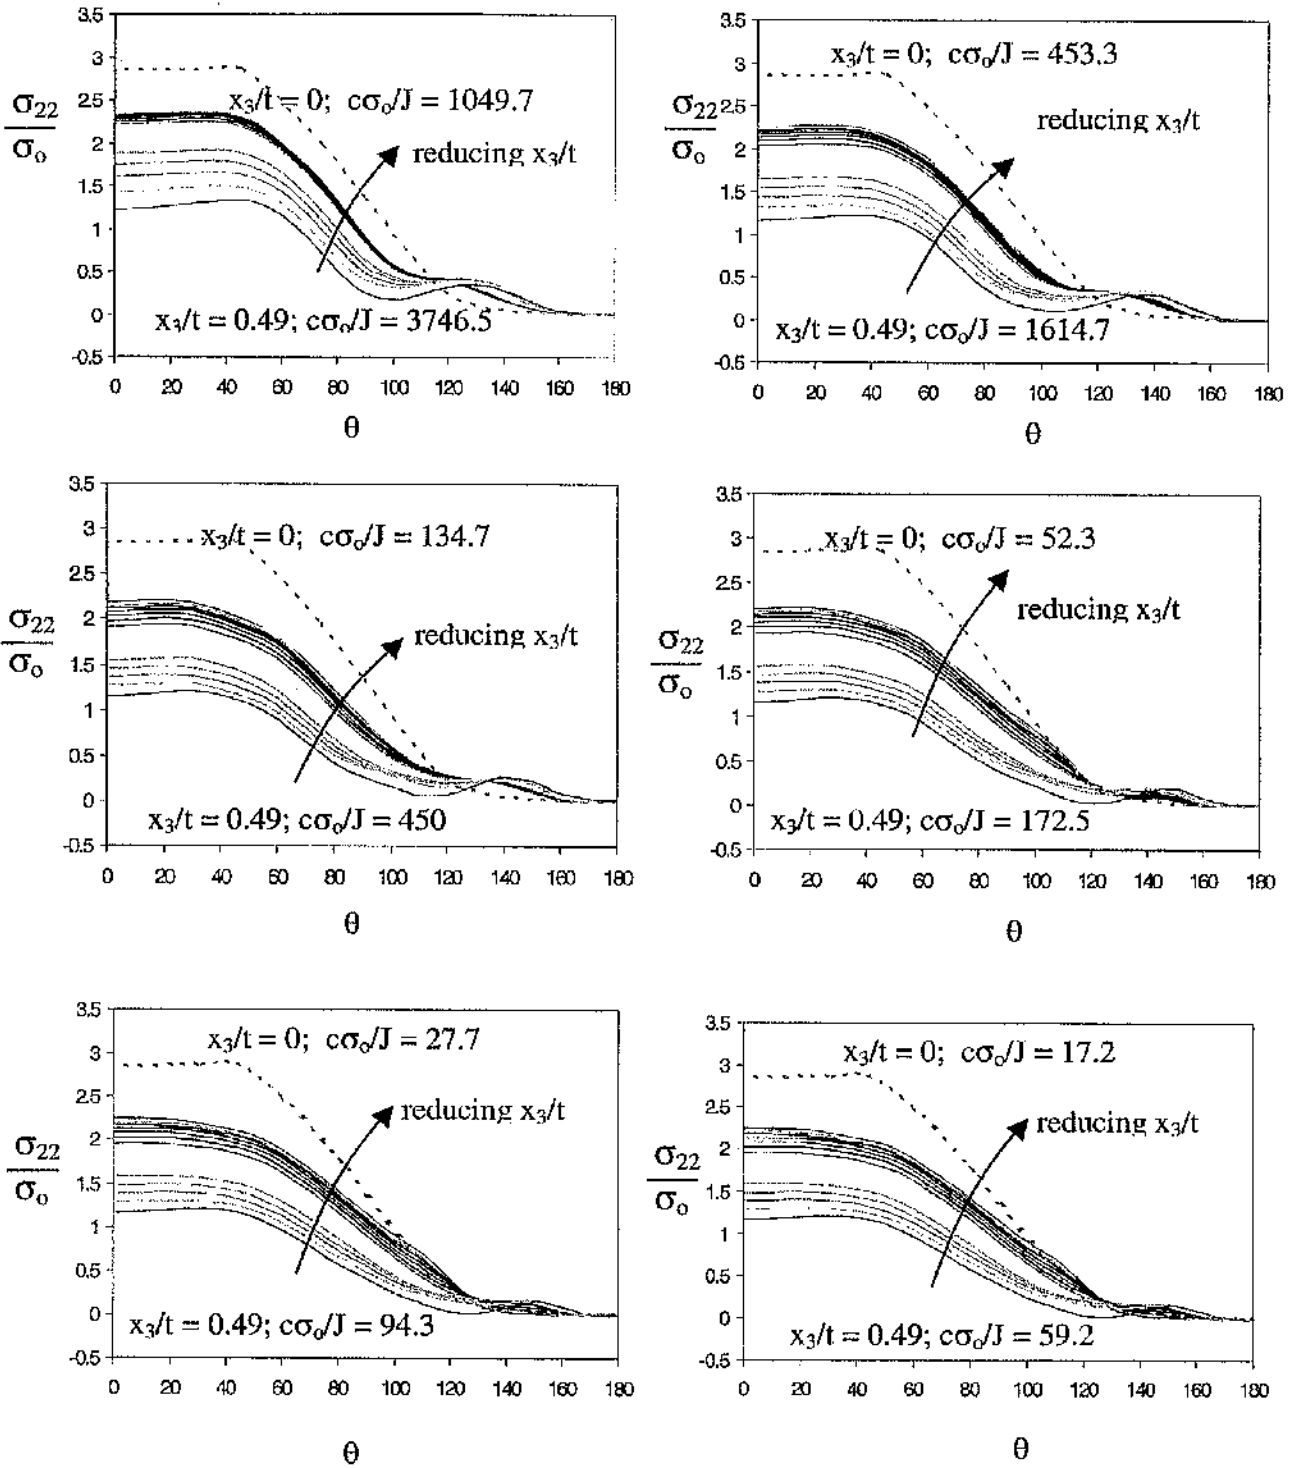 3.5
3
2.5
2
1.5
1
0.5
0
-0.5
σ22
σo
x3/t = 0; cσo/J = 1049.7
reducing x3/t
x3/t = 0.49; cσo/J = 3746.5
0 20 40 60 80 100 120 140 160 180
θ
3.5
3
2.5
2
1.5
1
0.5
0
-0.5
σ22
σo
x3/t = 0; cσo/J = 453.3
reducing x3/t
x3/t = 0.49; cσo/J = 1614.7
0 20 40 60 80 100 120 140 160 180
θ
3.5
3
2.5
2
1.5
1
0.5
0
-0.5
σ22
σo
x3/t = 0; cσo/J = 134.7
reducing x3/t
x3/t = 0.49; cσo/J = 450
0 20 40 60 80 100 120 140 160 180
θ
3.5
3
2.5
2
1.5
1
0.5
0
-0.5
σ22
σo
x3/t = 0; cσo/J = 52.3
reducing x3/t
x3/t = 0.49; cσo/J = 172.5
0 20 40 60 80 100 120 140 160 180
θ
3.5
3
2.5
2
1.5
1
0.5
0
-0.5
σ22
σo
x3/t = 0; cσo/J = 27.7
reducing x3/t
x3/t = 0.49; cσo/J = 94.3
0 20 40 60 80 100 120 140 160 180
θ
3.5
3
2.5
2
1.5
1
0.5
0
-0.5
σ22
σo
x3/t = 0; cσo/J = 17.2
reducing x3/t
x3/t = 0.49; cσo/J = 59.2
0 20 40 60 80 100 120 140 160 180
θ